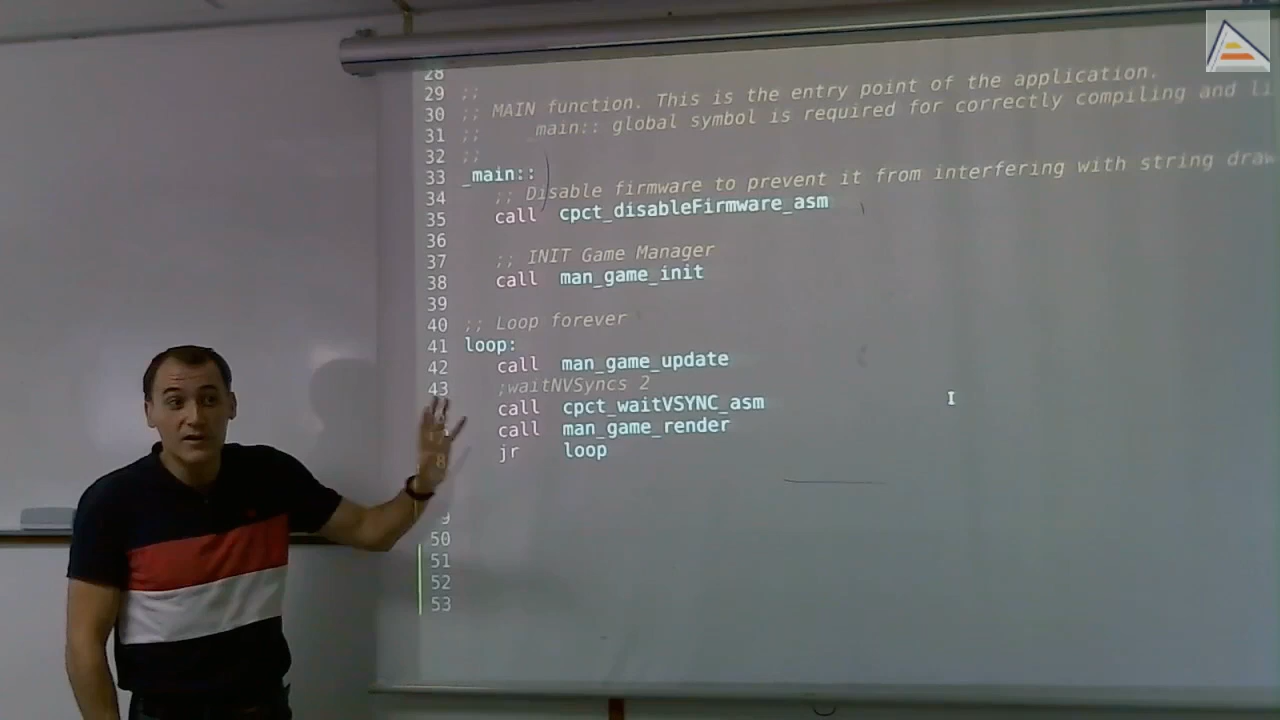 28
29 ;;
30 ;; MAIN function. This is the entry point of the application.
31 ;; _main:: global symbol is required for correctly compiling and li
32 ;;
33 _main::
34 ;; Disable firmware to prevent it from interfering with string draw
35 call cpct_disableFirmware_asm
36
37 ;; INIT Game Manager
38 call man_game_init
39
40 ;; Loop forever
41 loop:
42 call man_game_update
43 ;waitNVSyncs 2
call cpct_waitVSYNC_asm
call man_game_render
jr loop
50
51
52
53